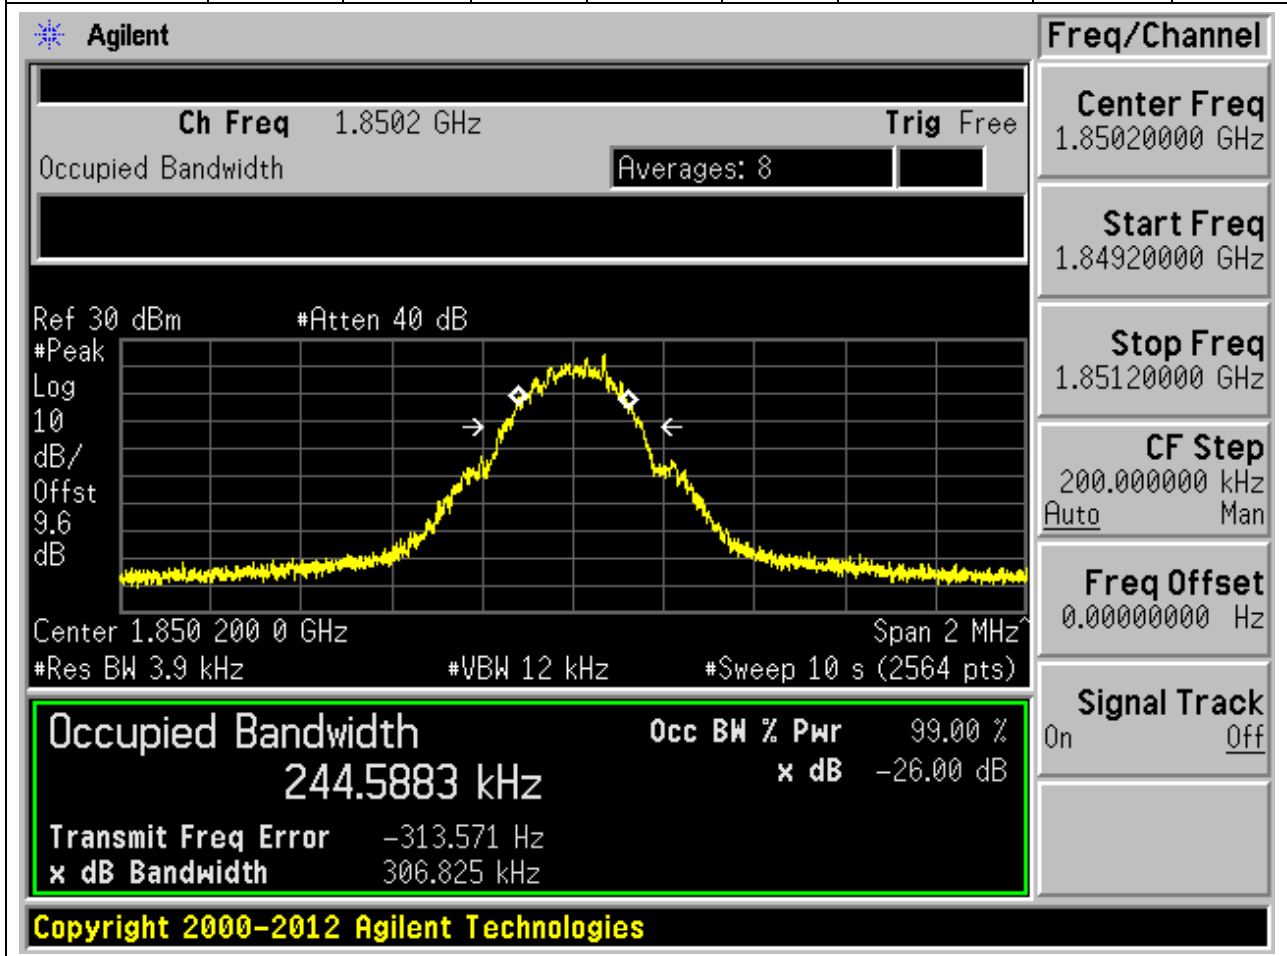 Agilent
Freq/Channel
Ch Freq 1.8502 GHz Trig Free
Occupied Bandwidth Averages: 8
Center Freq
1.85020000 GHz
Start Freq
1.84920000 GHz
Stop Freq
1.85120000 GHz
CF Step
200.000000 kHz
Auto Man
Freq Offset
0.00000000 Hz
Signal Track
On Off
Ref 30 dBm #Atten 40 dB
#Peak
Log
10
dB/
Offst
9.6
dB
Center 1.850 200 0 GHz Span 2 MHz^
#Res BW 3.9 kHz #VBW 12 kHz #Sweep 10 s (2564 pts)
Occupied Bandwidth Occ BW % Pwr 99.00 %
244.5883 kHz x dB -26.00 dB
Transmit Freq Error -313.571 Hz
x dB Bandwidth 306.825 kHz
Copyright 2000-2012 Agilent Technologies